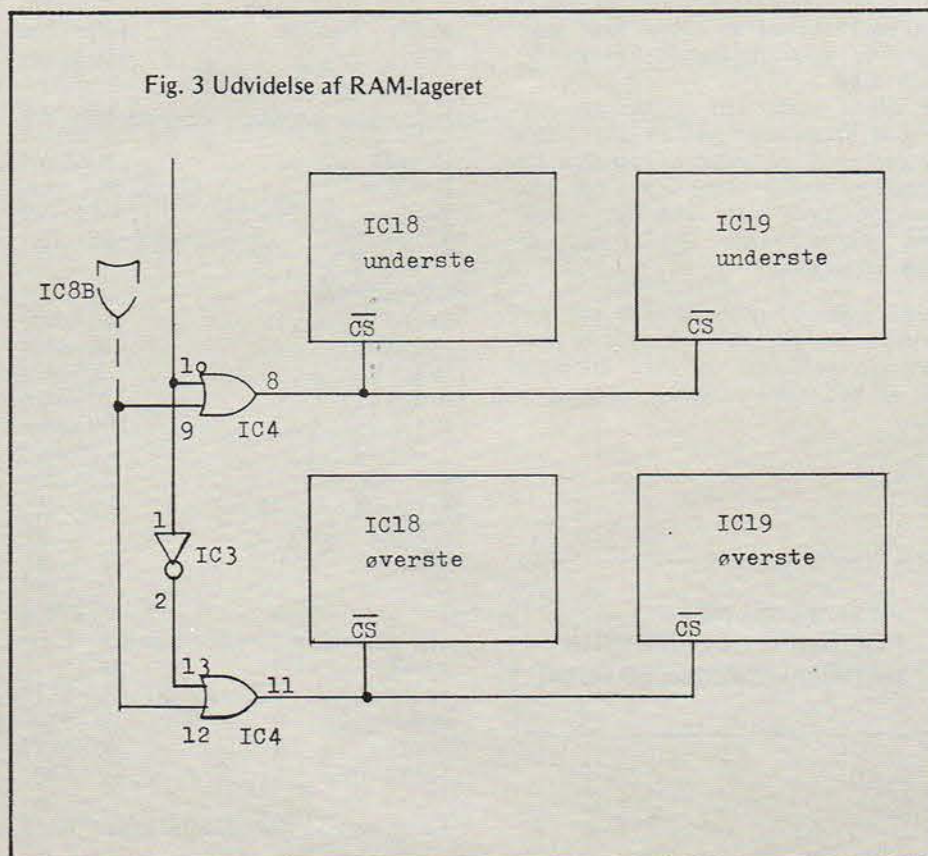 Fig. 3 Udvidelse af RAM-lageret
IC18
underste
CS
IC19
underste
CS
IC8B
10
8
9
IC4
1
IC3
2
IC18
øverste
CS
IC19
øverste
CS
13
11
12
IC4